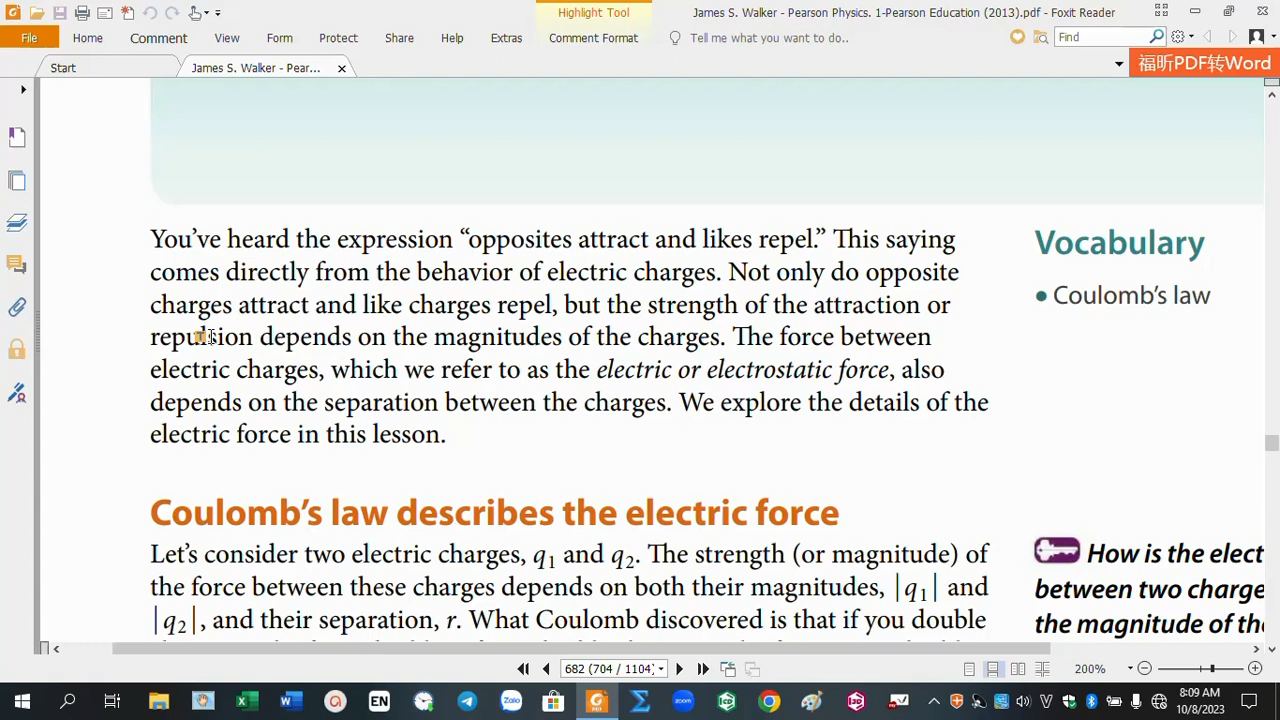 Highlight Tool
James S. Walker - Pearson Physics. 1-Pearson Education (2013).pdf - Foxit Reader
File Home Comment View Form Protect Share Help Extras Comment Format Tell me what you want to do.. Find
Start James S. Walker - Pear... 福昕PDF转Word
You've heard the expression “opposites attract and likes repel.” This saying
comes directly from the behavior of electric charges. Not only do opposite
charges attract and like charges repel, but the strength of the attraction or
repulsion depends on the magnitudes of the charges. The force between
electric charges, which we refer to as the electric or electrostatic force, also
depends on the separation between the charges. We explore the details of the
electric force in this lesson.
Vocabulary
● Coulomb's law
Coulomb's law describes the electric force
Let's consider two electric charges, q₁ and q₂. The strength (or magnitude) of
the force between these charges depends on both their magnitudes, |q₁| and
|q₂|, and their separation, r. What Coulomb discovered is that if you double
How is the elect
between two charge
the magnitude of th
682 (704 / 1104) 200%
EN Zalo zoom V 8:09 AM
10/8/2023